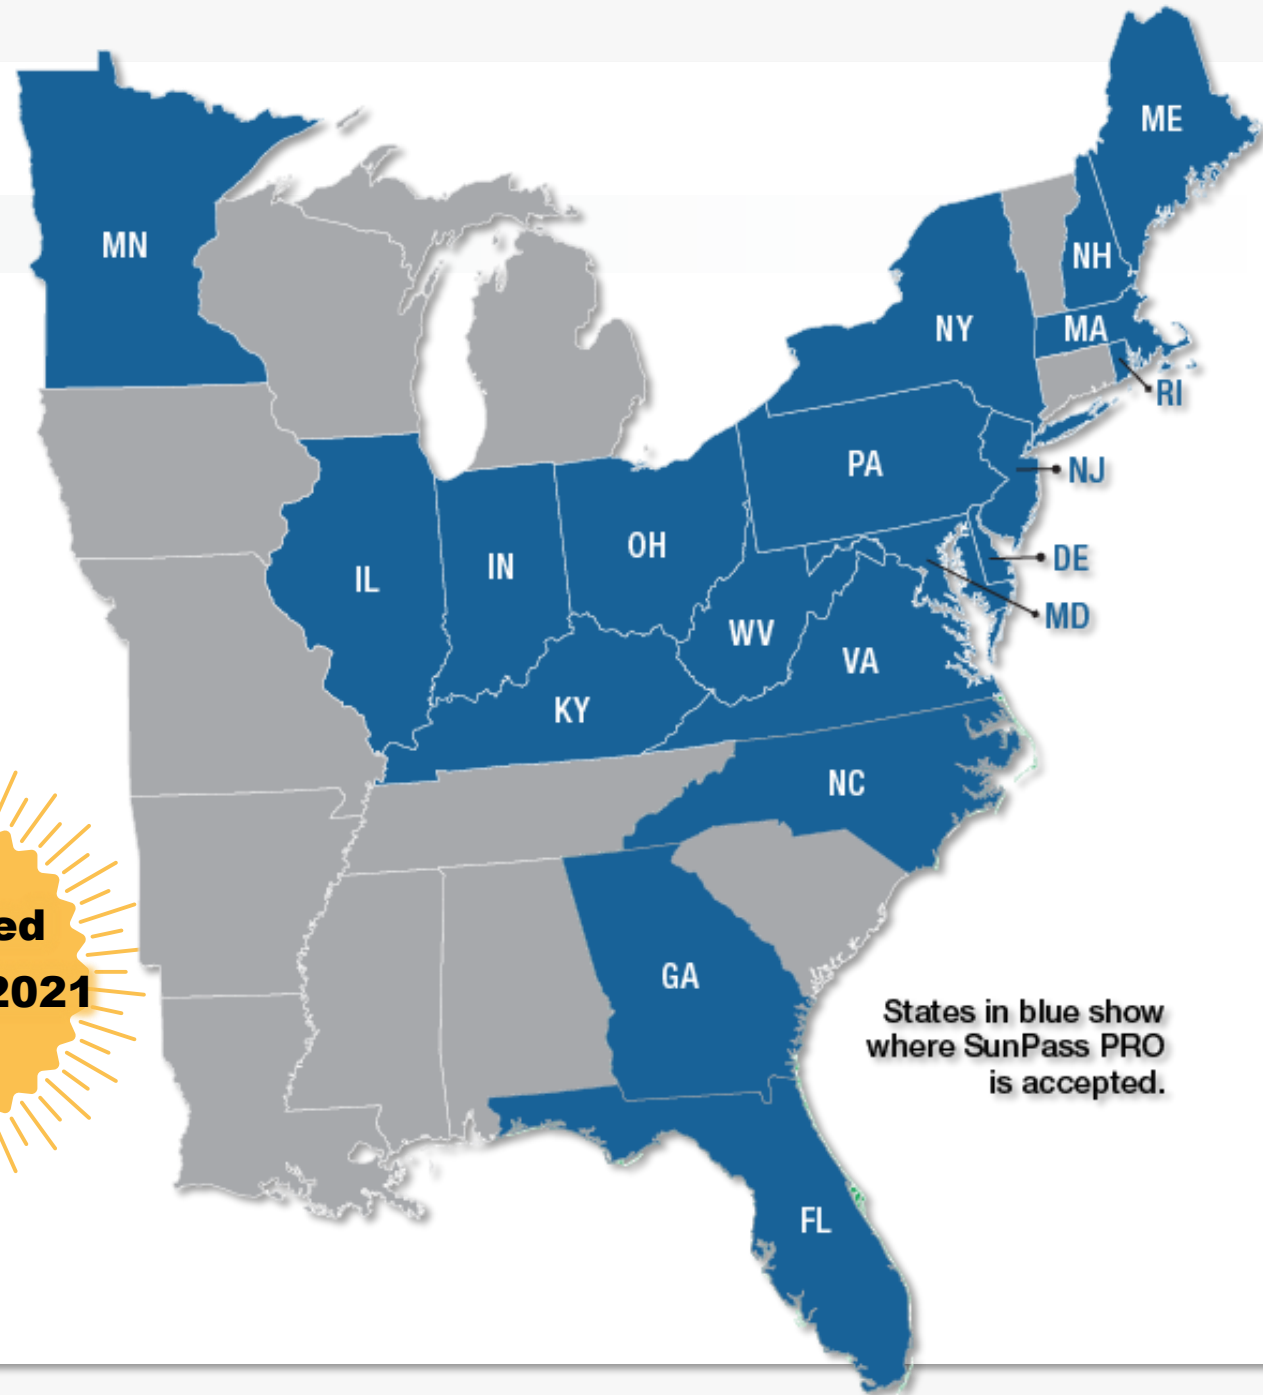 ME
MN
NH
NY
MA
RI
PA
NJ
OH
DE
IN
IL
MD
WV
VA
KY
NC
ed
2021
GA
States in blue show
where SunPass PRO
is accepted.
FL